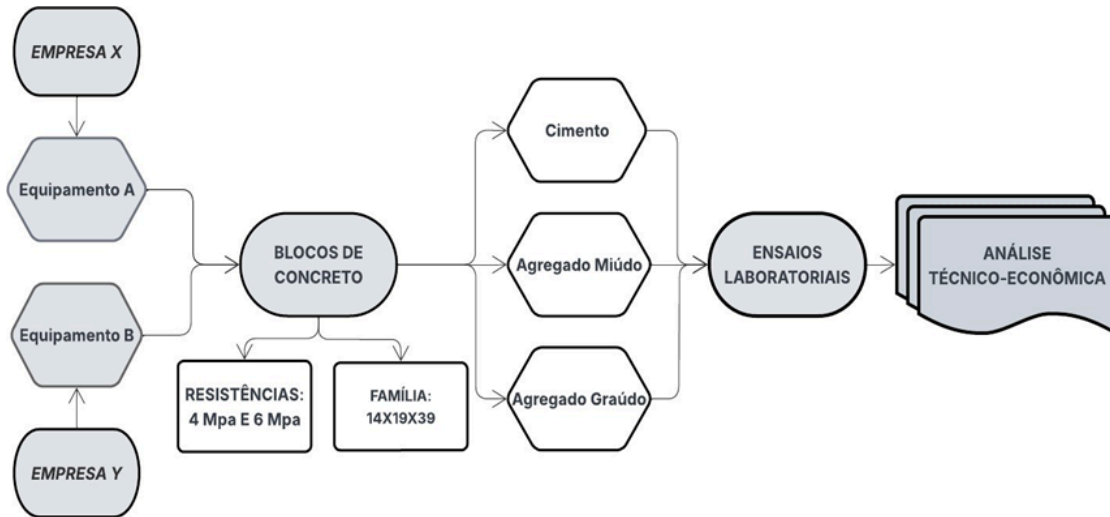 EMPRESA X
Equipamento A
Equipamento B
EMPRESA Y
BLOCOS DE
CONCRETO
RESISTÊNCIAS:
4 Mpa E 6 Mpa
FAMÍLIA:
14X19X39
Cimento
Agregado Miúdo
Agregado Graúdo
ENSAIOS
LABORATORIAIS
ANÁLISE
TÉCNICO-ECONÔMICA